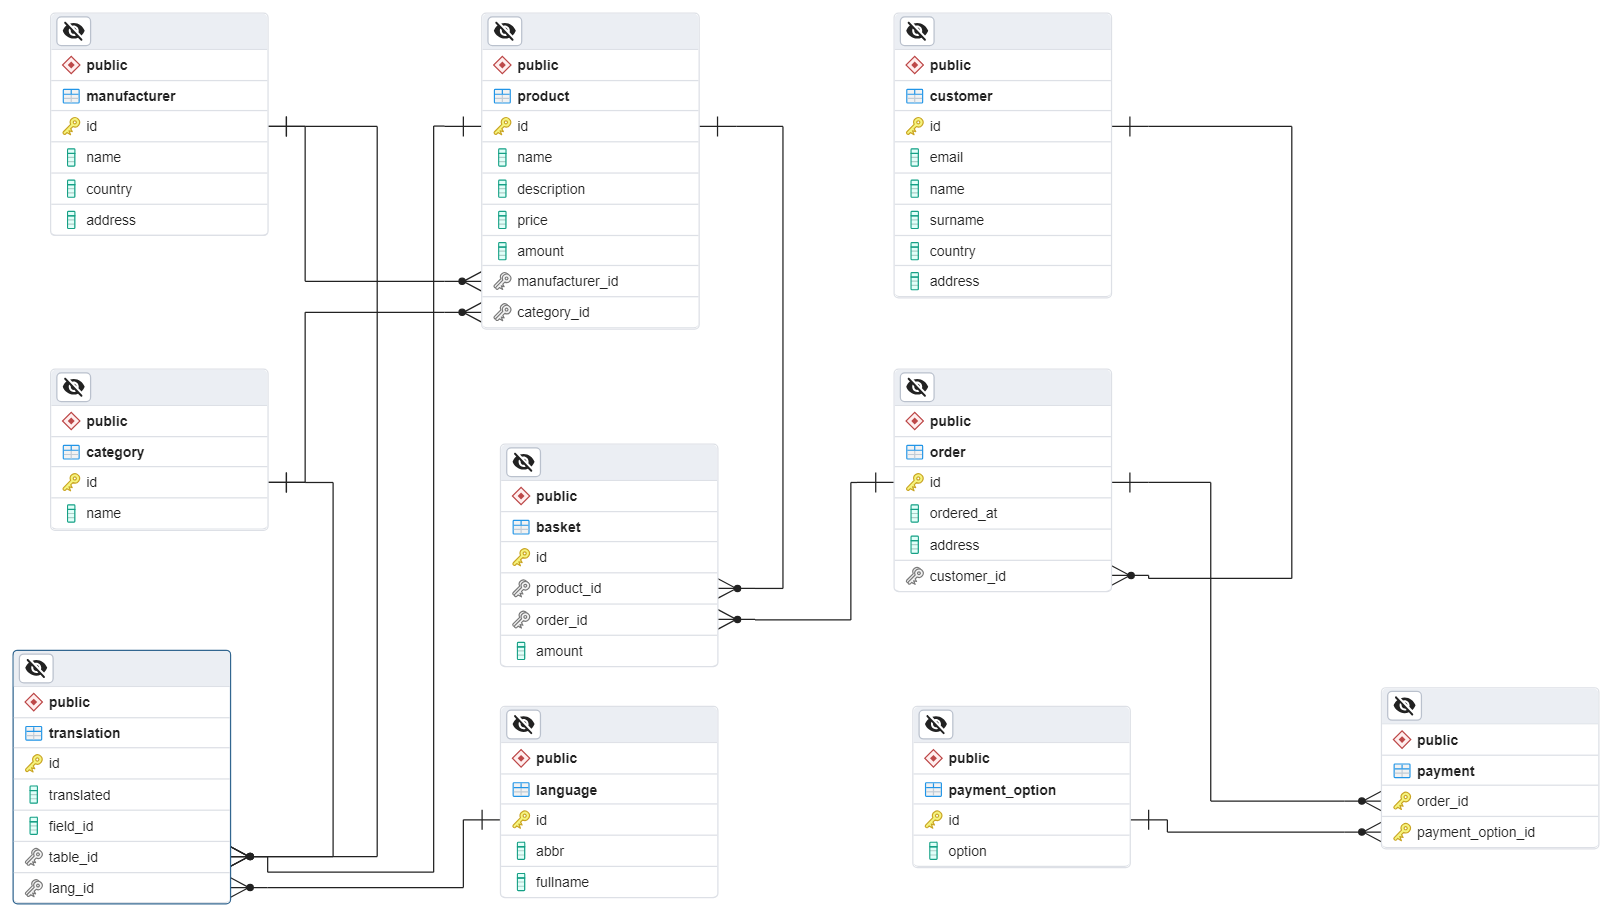 public
manufacturer
id
name
country
address
public
product
id
name
description
price
amount
manufacturer_id
category_id
public
customer
id
email
name
surname
country
address
public
category
id
name
public
basket
id
product_id
order_id
amount
public
order
id
ordered_at
address
customer_id
public
translation
id
translated
field_id
table_id
lang_id
public
language
id
abbr
fullname
public
payment_option
id
option
public
payment
order_id
payment_option_id